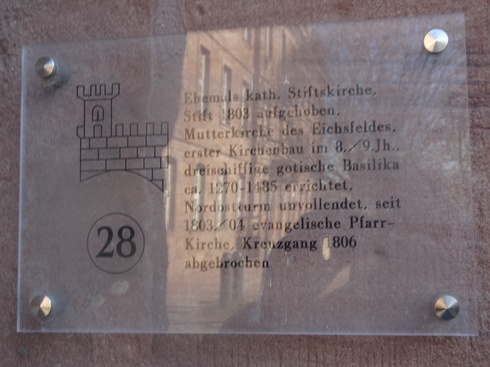 Ehemals kath. Stiftskirche.
Stift 1803 aufgehoben.
Mutterkirche des Eichsfeldes,
erster Kirchenbau im 8./9.Jh.,
dreischiffige gotische Basilika
ca. 1270-1485 errichtet,
Nordostturm unvollendet, seit
1803/04 evangelische Pfarr-
Kirche, Kreuzgang 1806
abgebrochen
28